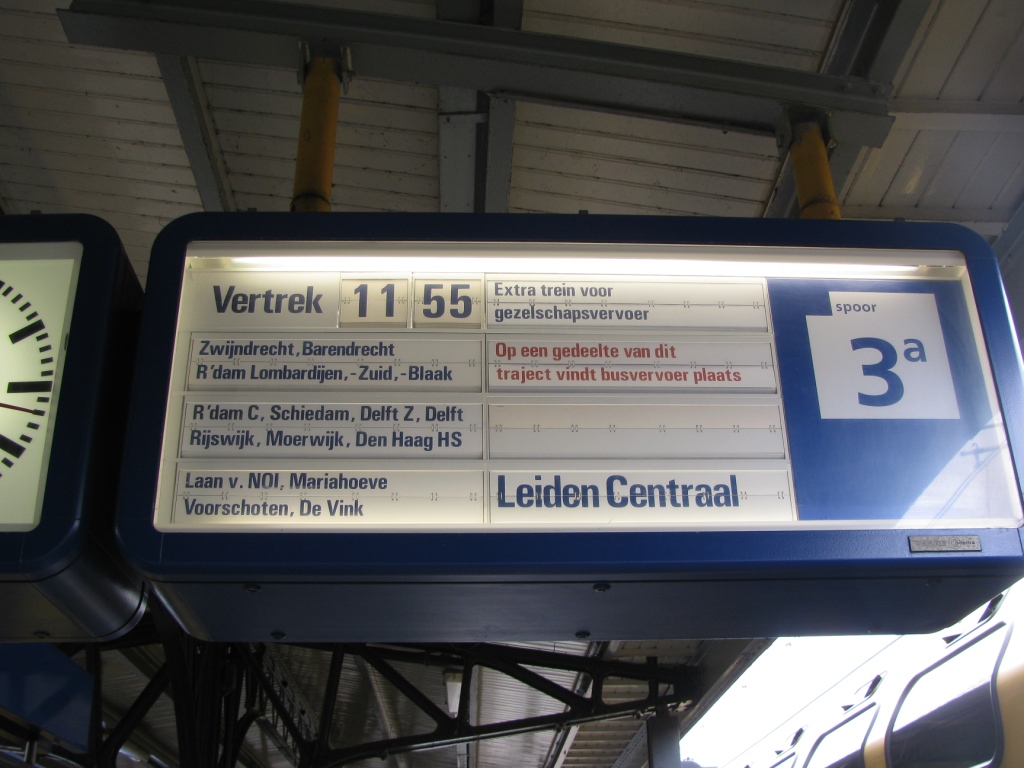 Vertrek 11 55
Extra trein voor
gezelschapsvervoer
spoor
3a
Zwijndrecht, Barendrecht
R'dam Lombardijen, -Zuid, -Blaak
Op een gedeelte van dit
traject vindt busvervoer plaats
R'dam C, Schiedam, Delft Z, Delft
Rijswijk, Moerwijk, Den Haag HS
Laan v. NOI, Mariahoeve
Voorschoten, De Vink
Leiden Centraal